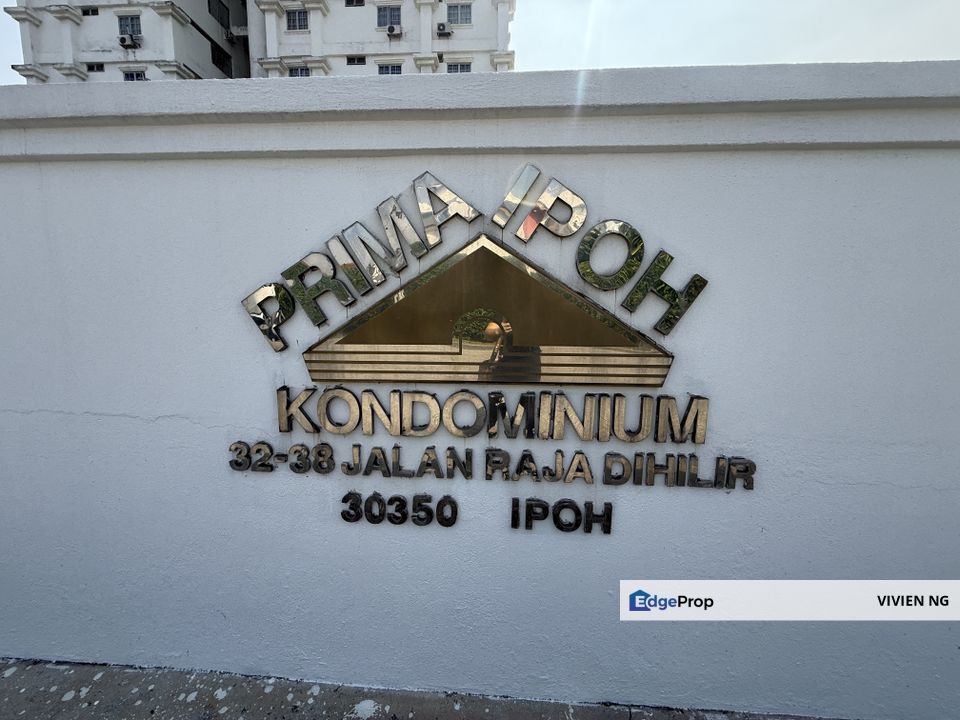 PRIMA IPOH
KONDOMINIUM
32-38 JALAN RAJA DIHILIR
30350 IPOH
EdgeProp VIVIEN NG